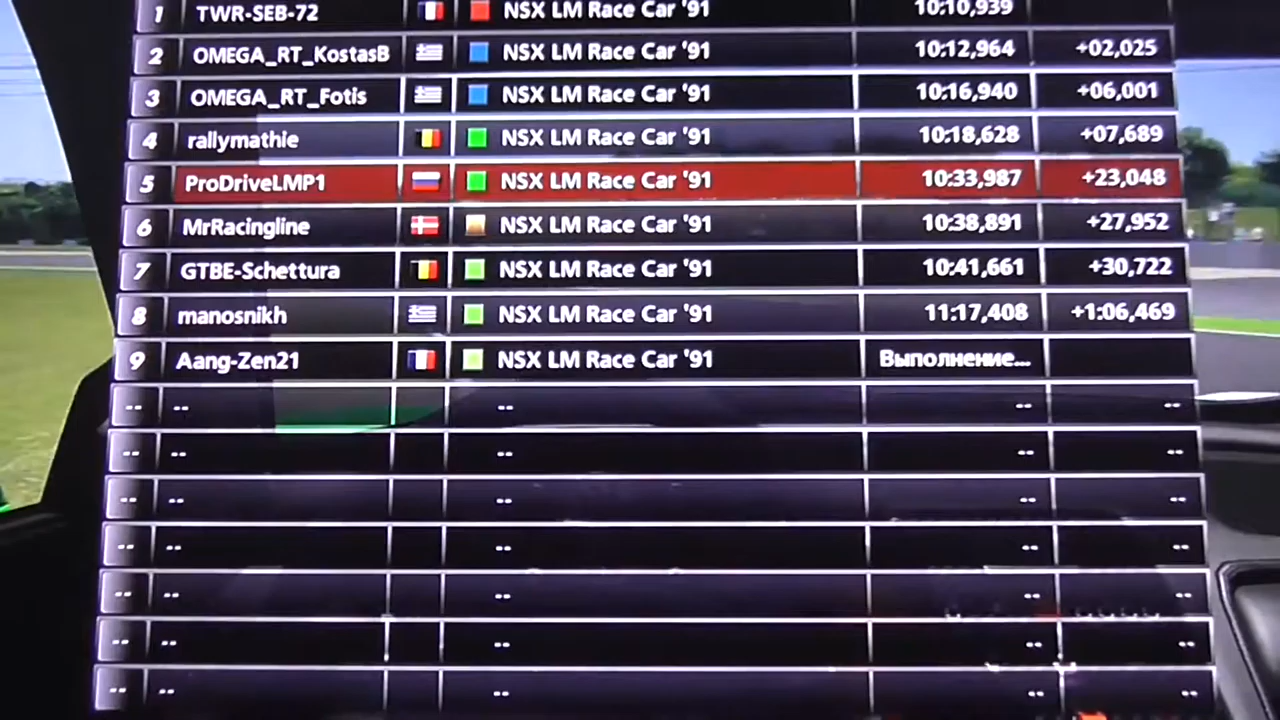 1 TWR-SEB-72 NSX LM Race Car '91 10:10,939
2 OMEGA_RT_KostasB NSX LM Race Car '91 10:12,964 +02,025
3 OMEGA_RT_Fotis NSX LM Race Car '91 10:16,940 +06,001
4 rallymathie NSX LM Race Car '91 10:18,628 +07,689
5 ProDriveLMP1 NSX LM Race Car '91 10:33,987 +23,048
6 MrRacingline NSX LM Race Car '91 10:38,891 +27,952
7 GTBE-Schettura NSX LM Race Car '91 10:41,661 +30,722
8 manosnikh NSX LM Race Car '91 11:17,408 +1:06,469
9 Aang-Zen21 NSX LM Race Car '91 Выполнение...
-- -- -- -- --
-- -- -- -- --
-- -- -- -- --
-- -- -- -- --
-- -- -- -- --
-- -- -- -- --
-- -- -- -- --